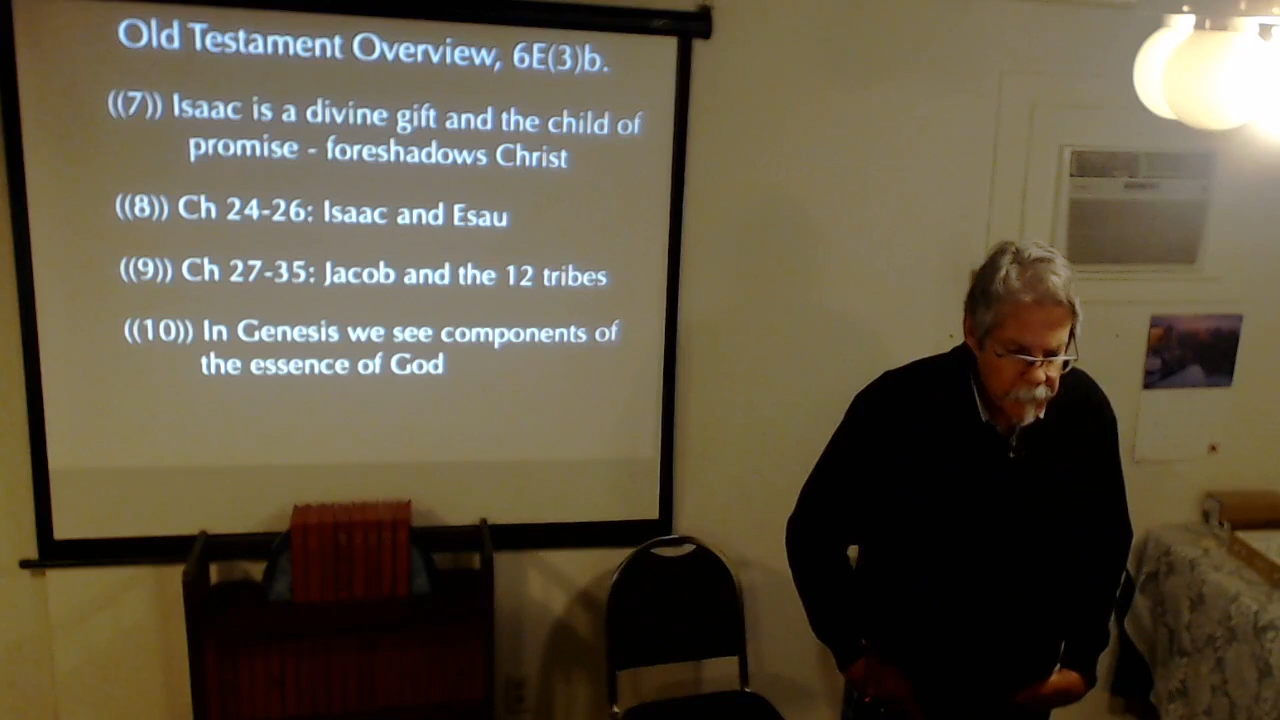 Old Testament Overview, 6E(3)b.
((7)) Isaac is a divine gift and the child of
promise - foreshadows Christ
((8)) Ch 24-26: Isaac and Esau
((9)) Ch 27-35: Jacob and the 12 tribes
((10)) In Genesis we see components of
the essence of God